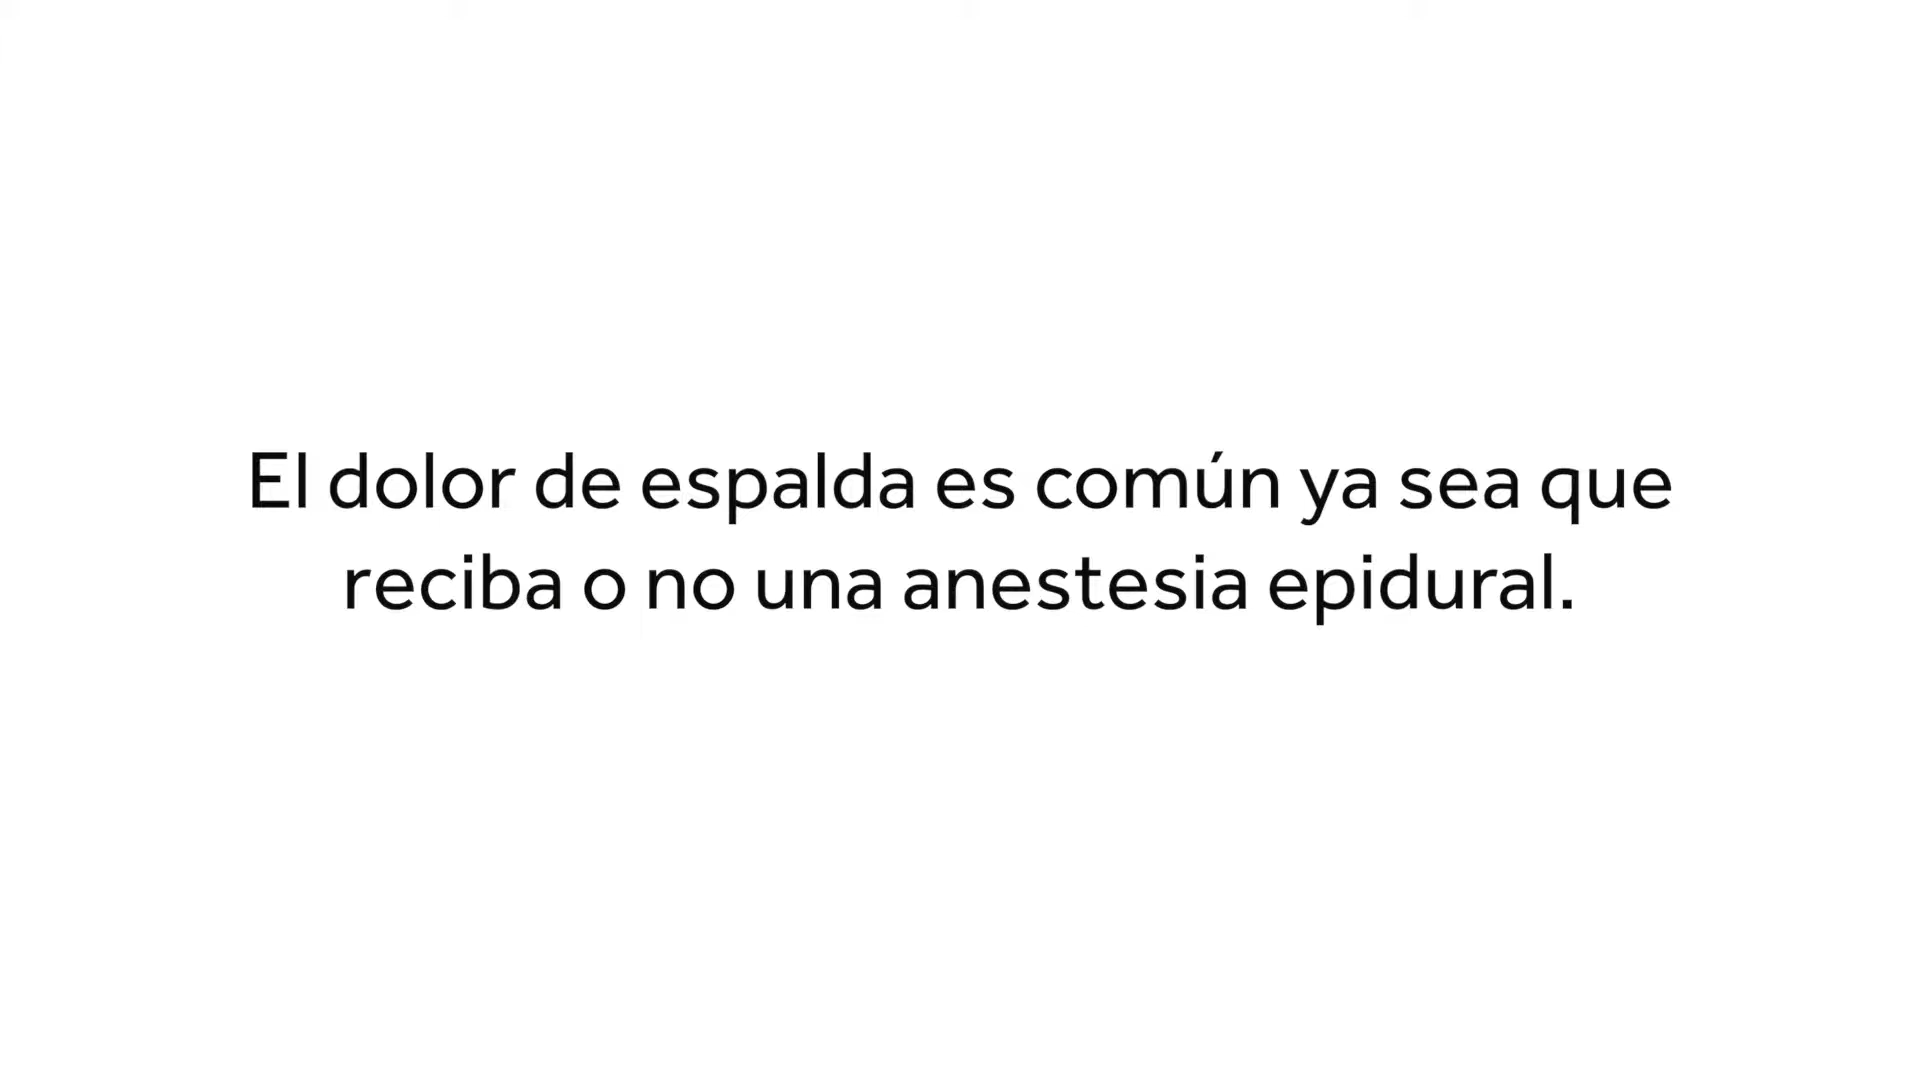 El dolor de espalda es común ya sea que
reciba o no una anestesia epidural.